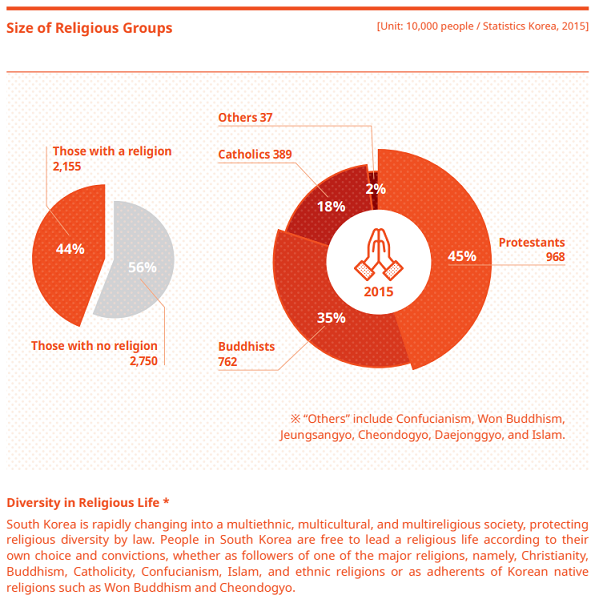 Size of Religious Groups
[Unit: 10,000 people / Statistics Korea, 2015]
Others 37
Those with a religion
2,155
Catholics 389
2%
18%
44%
56%
45%
Protestants
968
2015
35%
Those with no religion
2,750
Buddhists
762
※ “Others” include Confucianism, Won Buddhism,
Jeungsangyo, Cheondogyo, Daejonggyo, and Islam.
Diversity in Religious Life *
South Korea is rapidly changing into a multiethnic, multicultural, and multireligious society, protecting
religious diversity by law. People in South Korea are free to lead a religious life according to their
own choice and convictions, whether as followers of one of the major religions, namely, Christianity,
Buddhism, Catholicity, Confucianism, Islam, and ethnic religions or as adherents of Korean native
religions such as Won Buddhism and Cheondogyo.